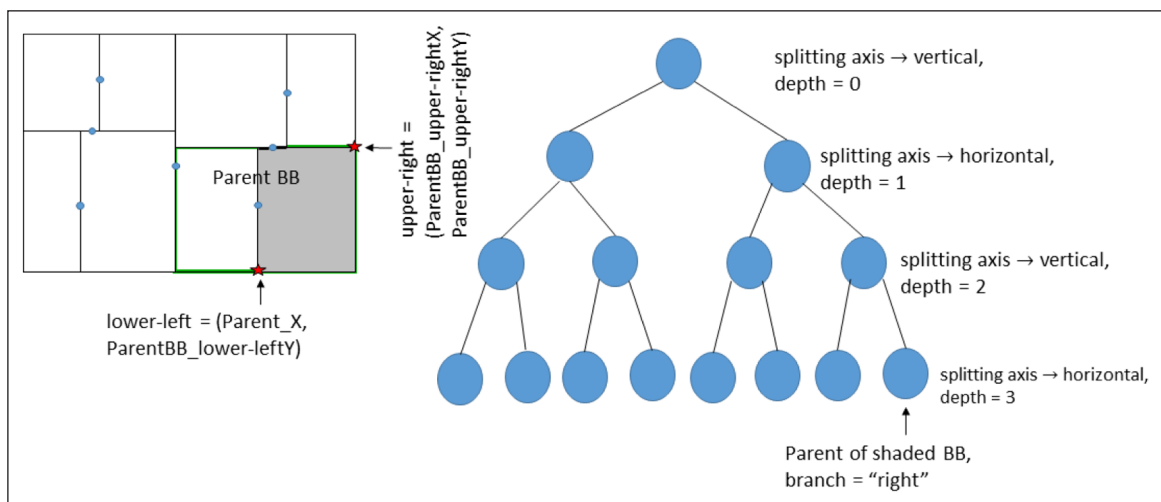 Parent BB
lower-left = (Parent_X,
ParentBB_lower-leftY)
upper-right =
(ParentBB_upper-rightX,
ParentBB_upper-rightY)
splitting axis → vertical,
depth = 0
splitting axis → horizontal,
depth = 1
splitting axis → vertical,
depth = 2
splitting axis → horizontal,
depth = 3
Parent of shaded BB,
branch = “right”